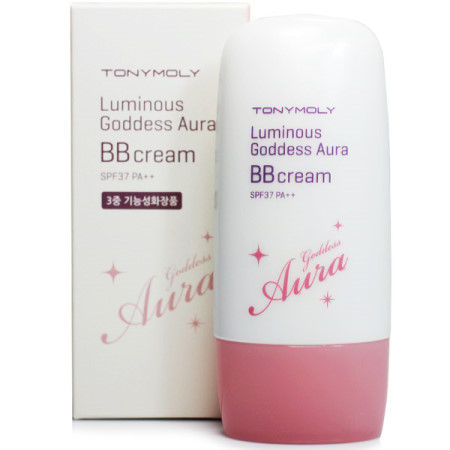 TONYMOLY
Luminous
Goddess Aura
BB cream
SPF37 PA++
3중 기능성화장품
Goddess
Aura
TONYMOLY
Luminous
Goddess Aura
BB cream
SPF37 PA++
Goddess
Aura